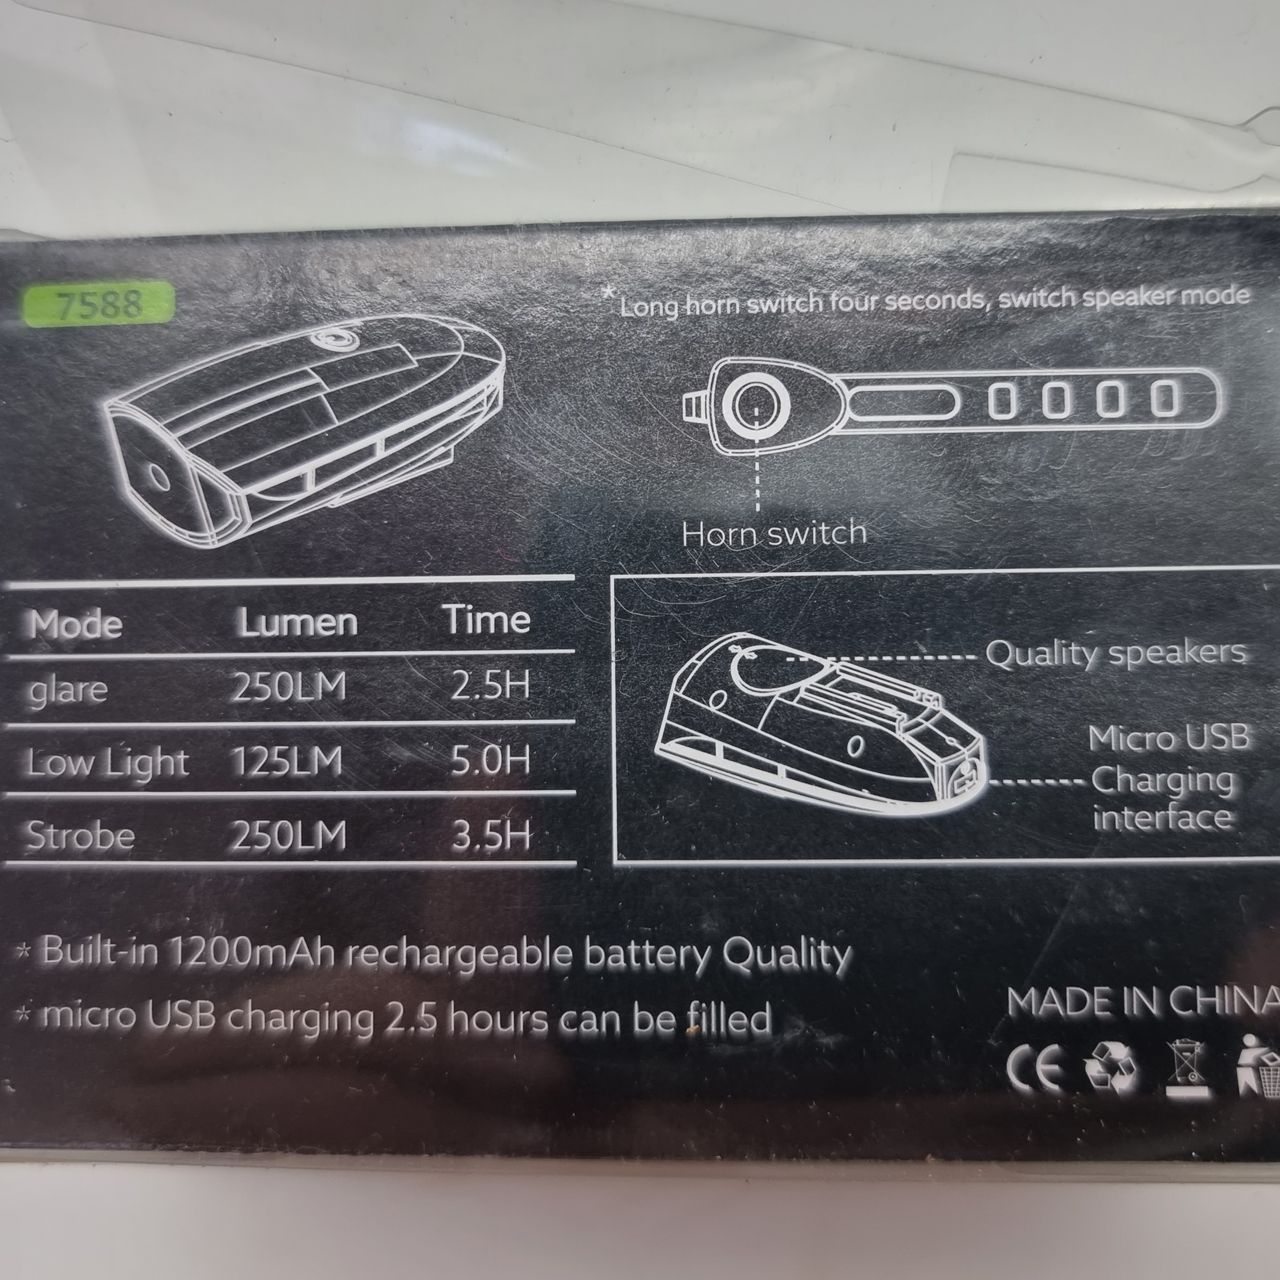 7588
*Long horn switch four seconds, switch speaker mode
Horn switch
Mode Lumen Time
glare 250LM 2.5H
Low Light 125LM 5.0H
Strobe 250LM 3.5H
Quality speakers
Micro USB
Charging
interface
* Built-in 1200mAh rechargeable battery Quality
* micro USB charging 2.5 hours can be filled
MADE IN CHINA
CE